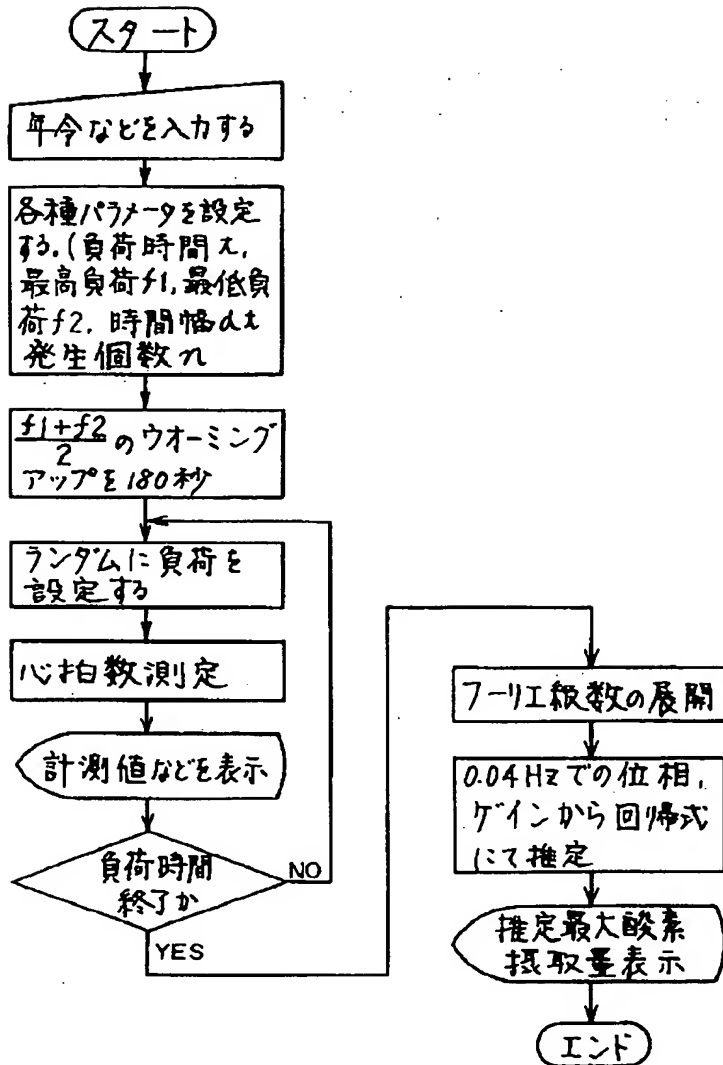 スタート
年令などを入力する
各種パラメータを設定
する.(負荷時間t,
最高負荷f1,最低負
荷f2,時間幅dt
発生個数n
f1+f2
2
のウオーミング
アップを180秒
ランダムに負荷を
設定する
心拍数測定
計測値などを表示
負荷時間
終了か
NO
YES
フーリエ級数の展開
0.04Hzでの位相,
ゲインから回帰式
にて推定
推定最大酸素
摂取量表示
エンド